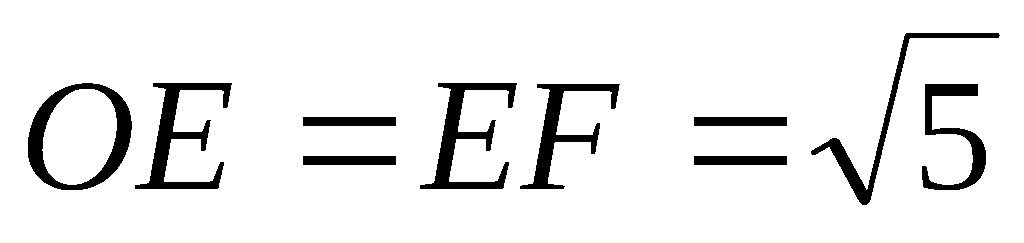 OE = EF = √5